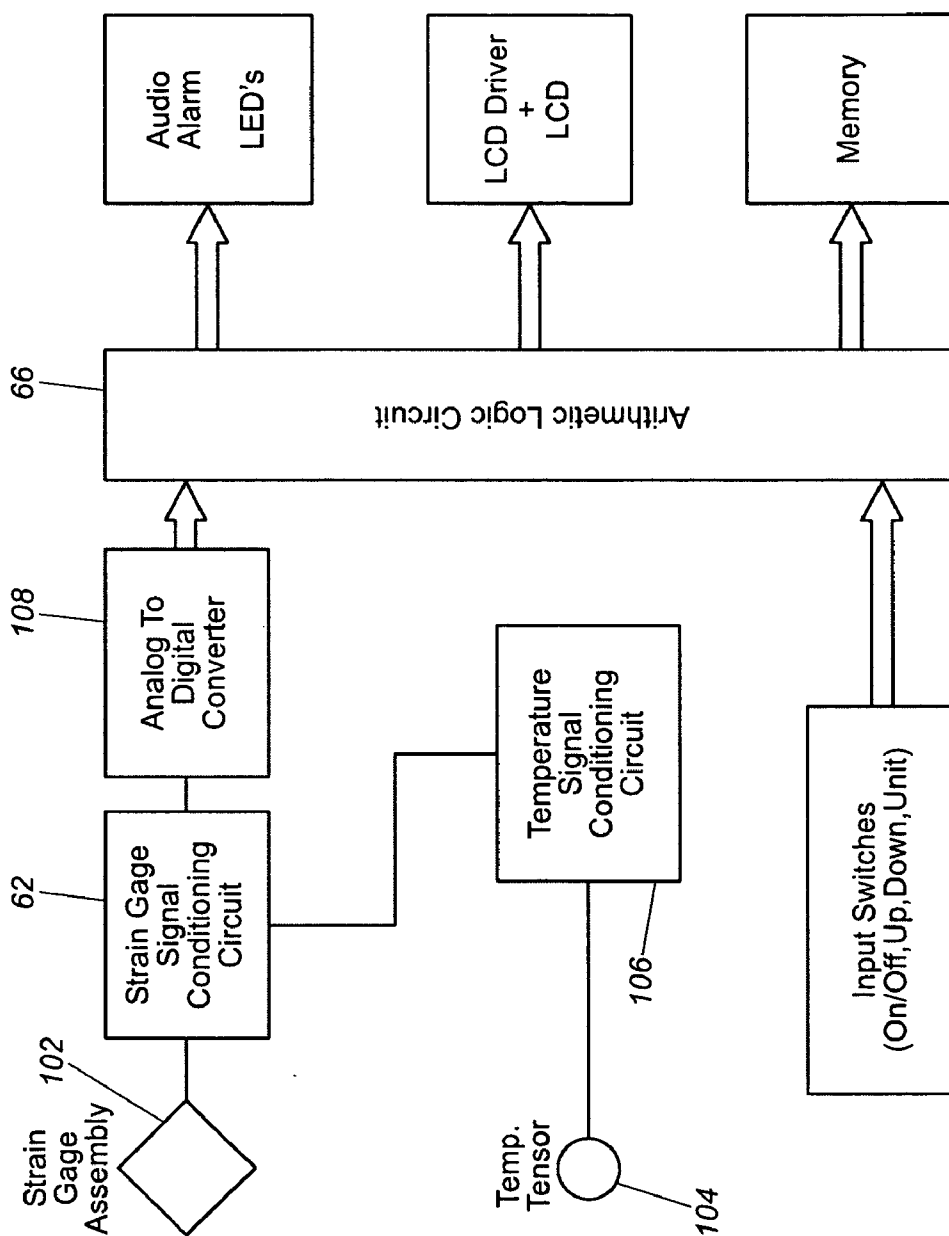 Strain
Gage
Assembly
102
62
Strain Gage
Signal
Conditioning
Circuit
108
Analog To
Digital
Converter
66
Arithmetic Logic Circuit
Audio
Alarm
LED's
LCD Driver
+
LCD
Memory
Temp.
Tensor
104
106
Temperature
Signal
Conditioning
Circuit
Input Switches
(On/Off,Up,Down,Unit)